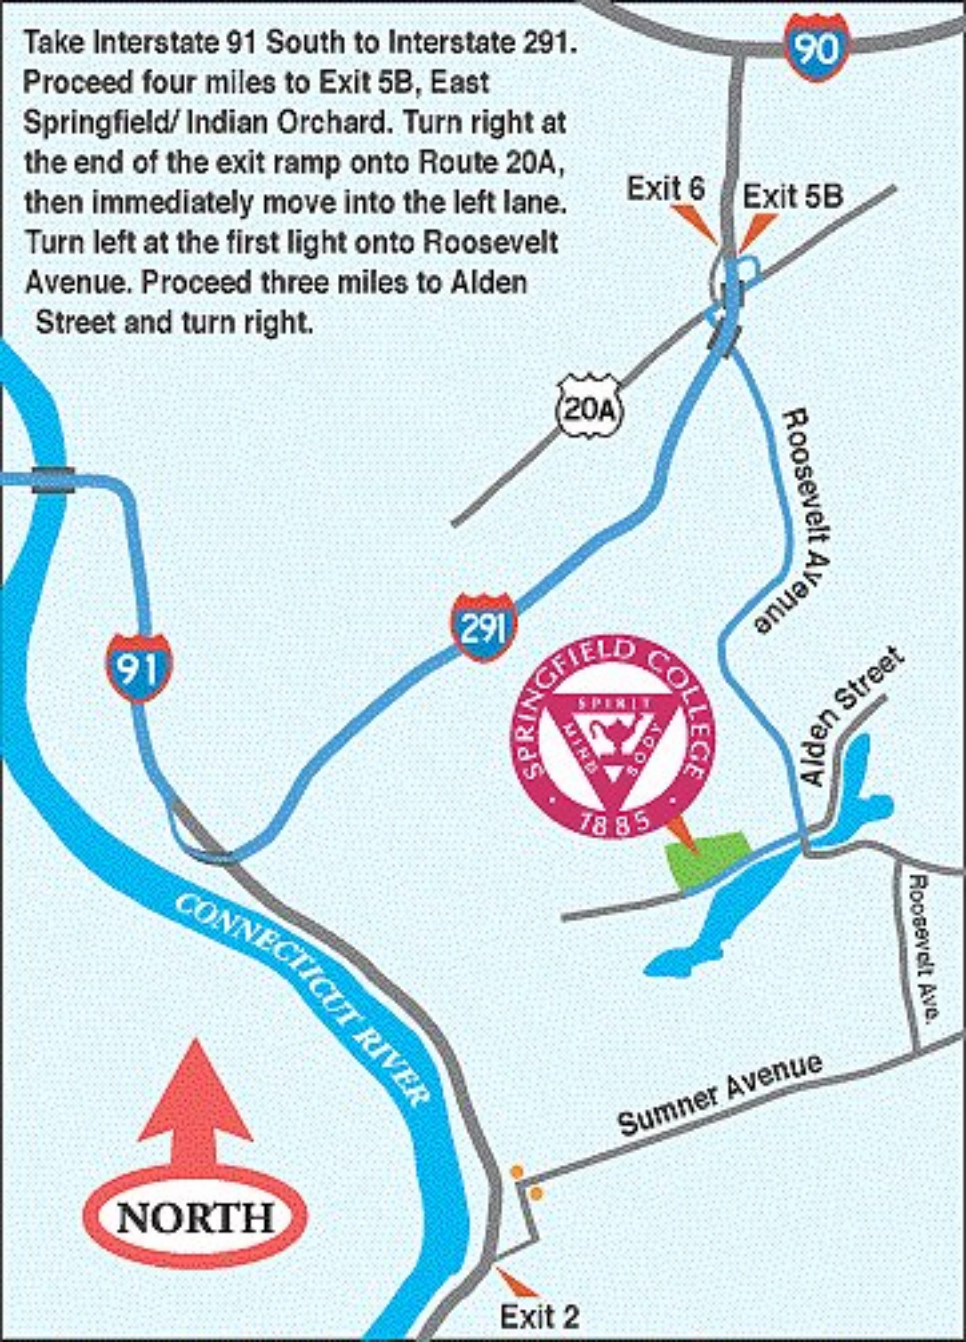 Take Interstate 91 South to Interstate 291.
Proceed four miles to Exit 5B, East
Springfield/ Indian Orchard. Turn right at
the end of the exit ramp onto Route 20A,
then immediately move into the left lane.
Turn left at the first light onto Roosevelt
Avenue. Proceed three miles to Alden
Street and turn right.
90
Exit 6
Exit 5B
20A
Roosevelt Avenue
291
91
SPRINGFIELD COLLEGE
SPIRIT
MIND
BODY
· 1885 ·
Alden Street
Roosevelt Ave.
CONNECTICUT RIVER
Sumner Avenue
NORTH
Exit 2